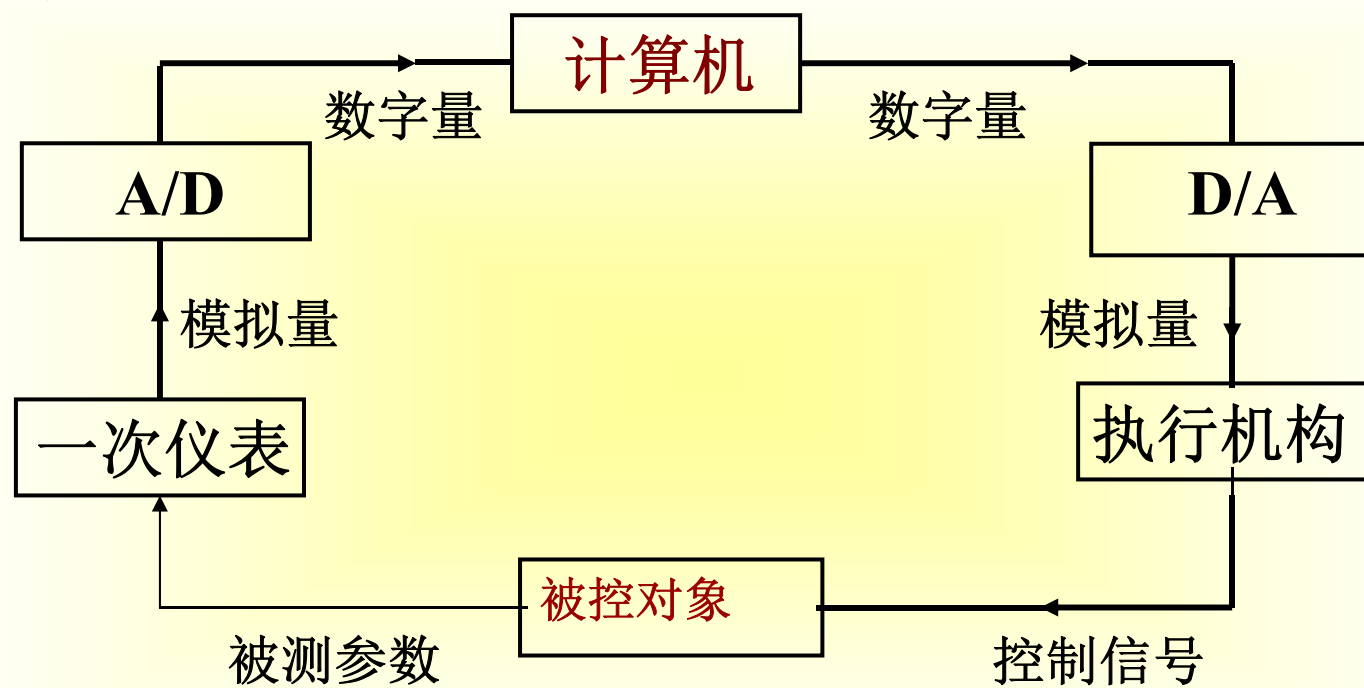 计算机
数字量
数字量
A/D
D/A
模拟量
模拟量
一次仪表
执行机构
被控对象
被测参数
控制信号